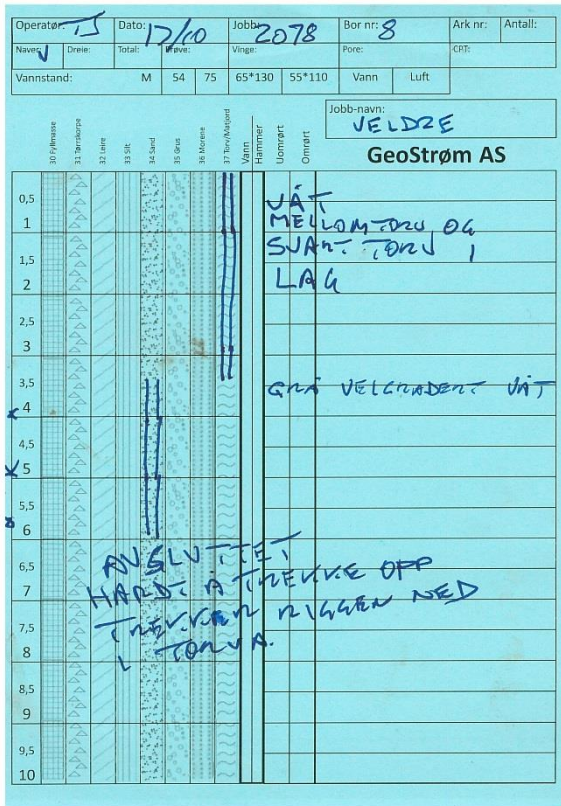 Operatør: TJ Dato: 17/10 Jobb: 2078 Bor nr: 8 Ark nr: Antall:
Naver: V Dreie: Total: Prøve: Vinge: Pore: CPT:
Vannstand: M 54 75 65*130 55*110 Vann Luft
Jobb-navn:
VELDRE
GeoStrøm AS
30 Fyllmasse
31 Tørrskorpe
32 Leire
33 Silt
34 Sand
35 Grus
36 Morene
37 Torv/Matjord
Vann
Hammer
Uomrørt
Omrørt
0,5
VÅT
1
MELLOMTORV OG
1,5
SVART TORV I
2
LAG
2,5
3
3,5
GRÅ VELGRADERT VÅT
4
4,5
K
5
5,5
6
6,5
AVSLUTTET
7
HARDT Å TREKKE OPP
7,5
TREKKER RIGGEN NED
8
I TORVA.
8,5
9
9,5
10